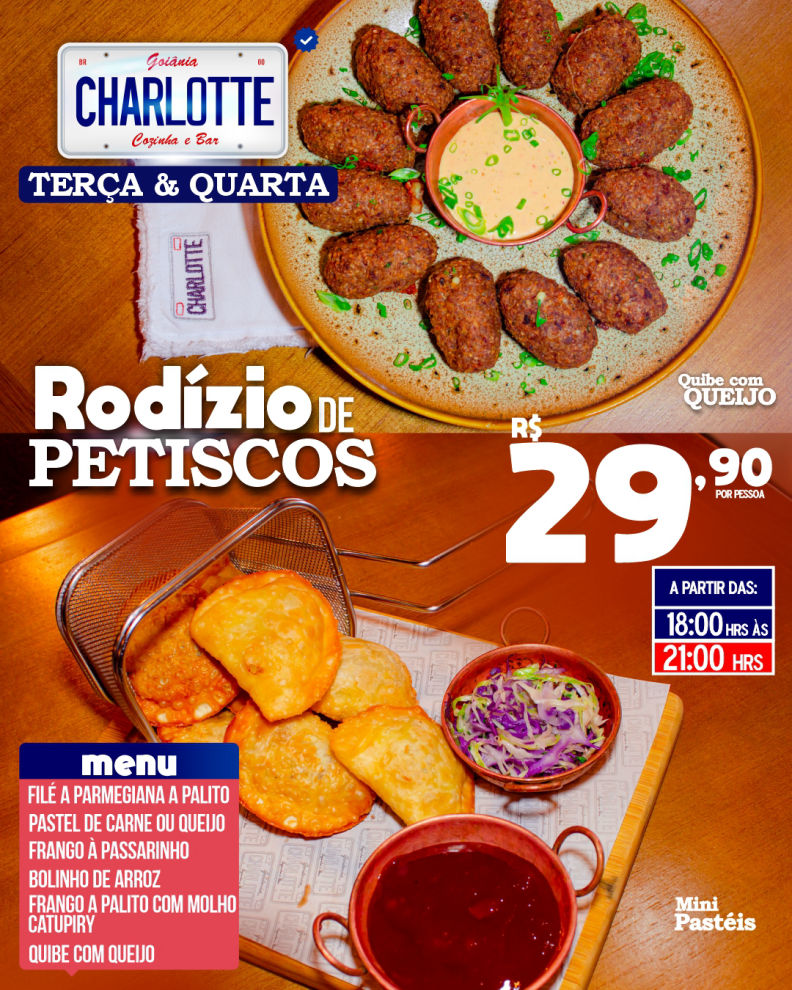 BR Goiânia 00
CHARLOTTE
Cozinha e Bar
TERÇA & QUARTA
CHARLOTTE
Quibe com
QUEIJO
Rodízio DE
PETISCOS
R$
29,90
POR PESSOA
A PARTIR DAS:
18:00 HRS ÀS
21:00 HRS
menu
FILÉ A PARMEGIANA A PALITO
PASTEL DE CARNE OU QUEIJO
FRANGO À PASSARINHO
BOLINHO DE ARROZ
FRANGO A PALITO COM MOLHO
CATUPIRY
QUIBE COM QUEIJO
Mini
Pastéis